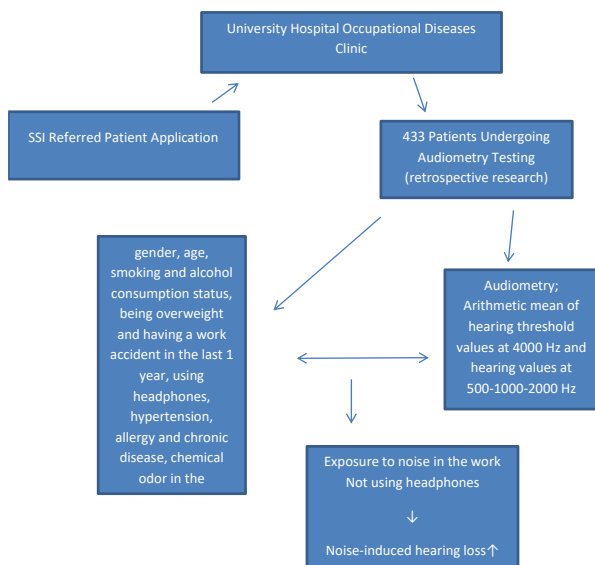 University Hospital Occupational Diseases
Clinic
SSI Referred Patient Application
433 Patients Undergoing
Audiometry Testing
(retrospective research)
gender, age,
smoking and alcohol
consumption status,
being overweight
and having a work
accident in the last 1
year, using
headphones,
hypertension,
allergy and chronic
disease, chemical
odor in the
Audiometry;
Arithmetic mean of
hearing threshold
values at 4000 Hz and
hearing values at
500-1000-2000 Hz
Exposure to noise in the work
Not using headphones
↓
Noise-induced hearing loss↑